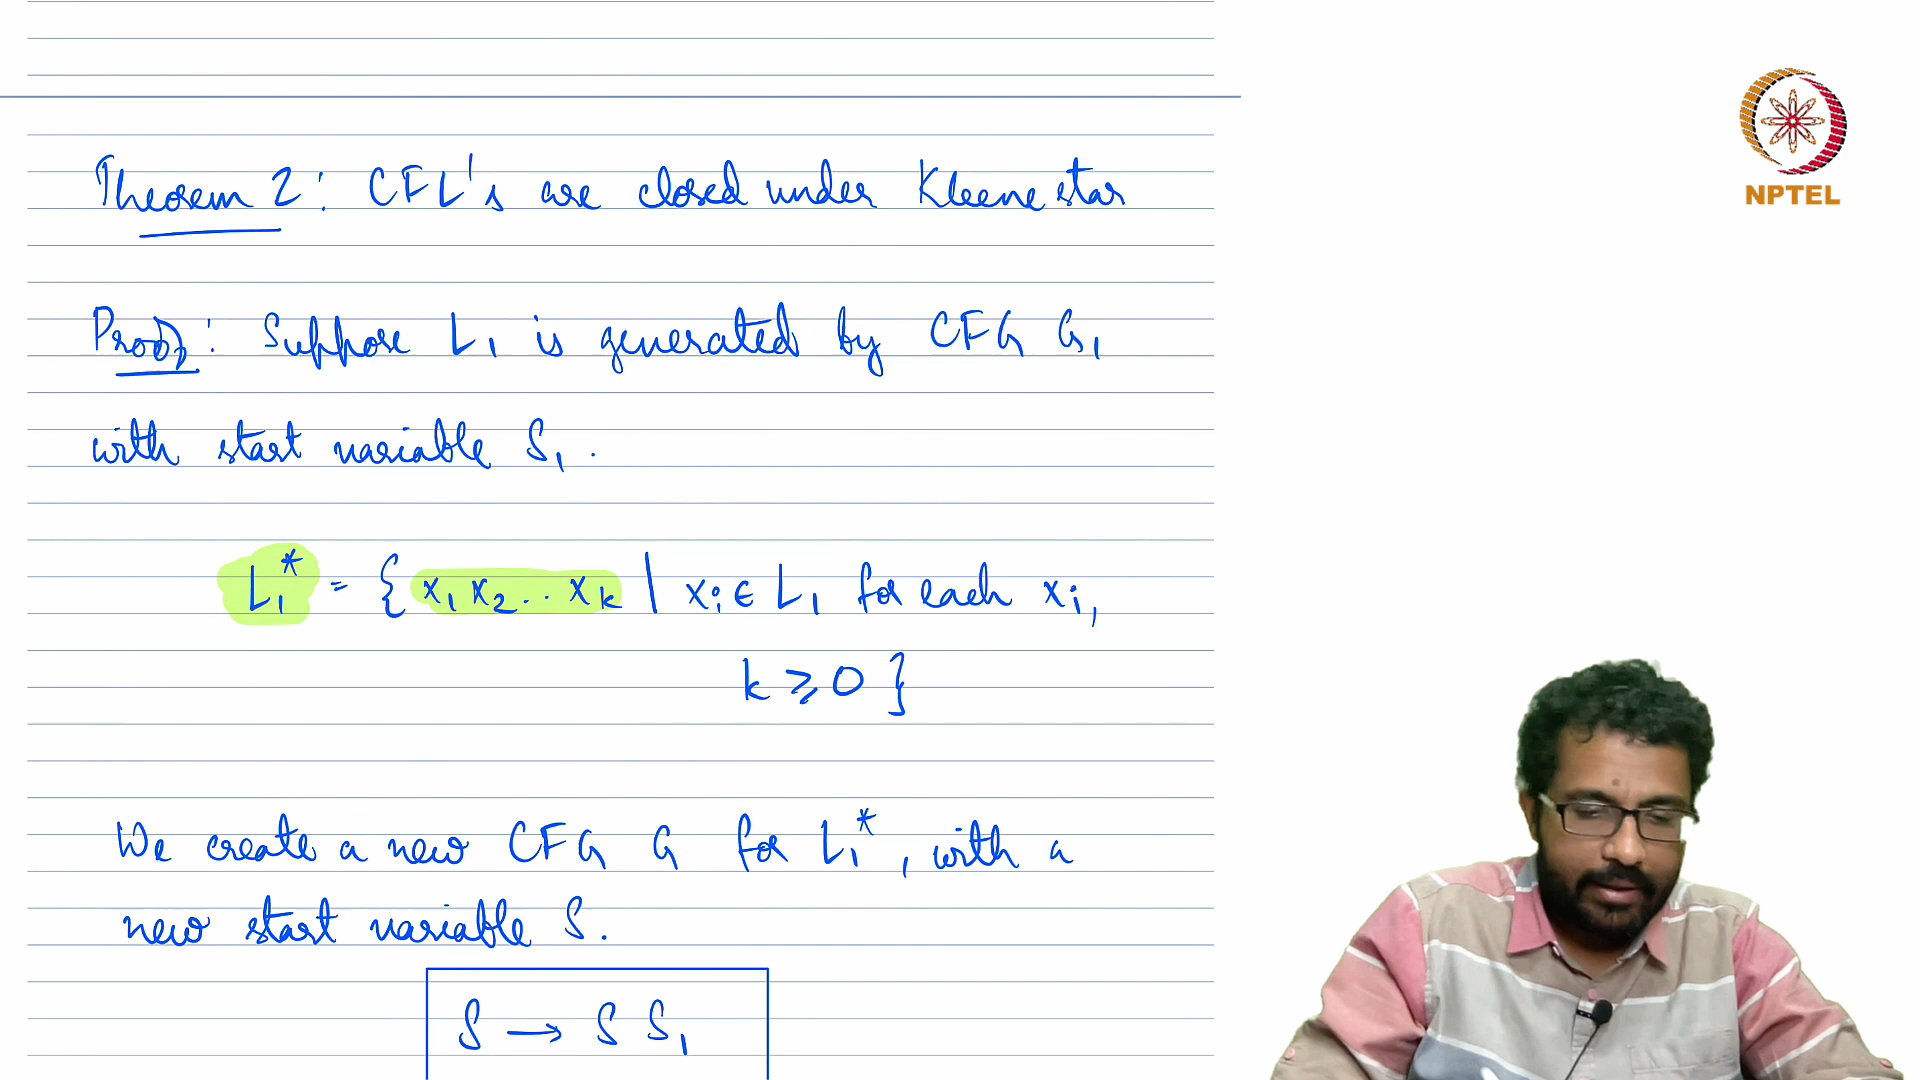 Theorem 2: CFL's are closed under Kleene star
NPTEL
Proof: Suppose L₁ is generated by CFG G₁
with start variable S₁.
L₁* = { x₁ x₂ .. xₖ | xᵢ ∈ L₁ for each xᵢ,
k ≥ 0 }
We create a new CFG G for L₁*, with a
new start variable S.
S → S S₁